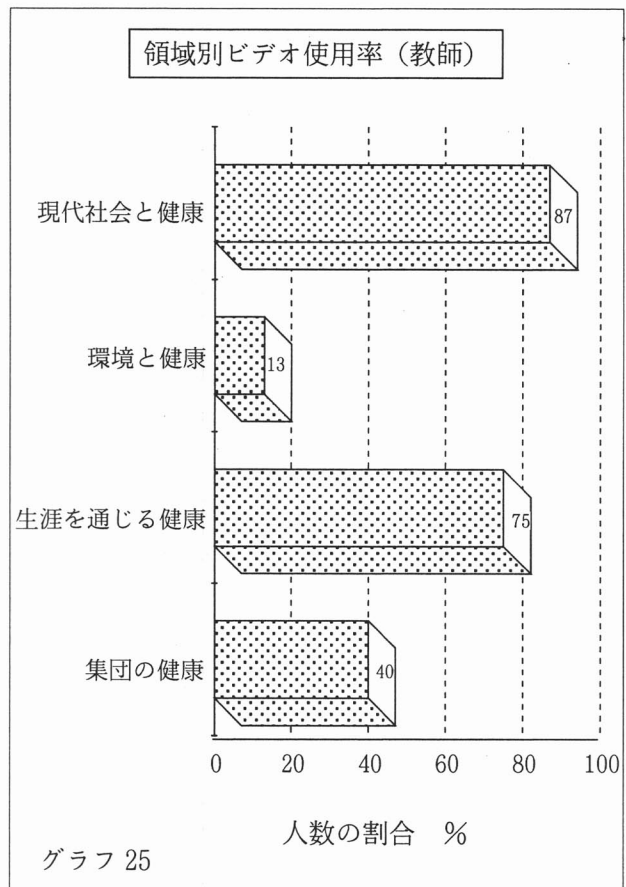 領域別ビデオ使用率（教師）
現代社会と健康
87
環境と健康
13
生涯を通じる健康
75
集団の健康
40
0 20 40 60 80 100
人数の割合 %
グラフ 25